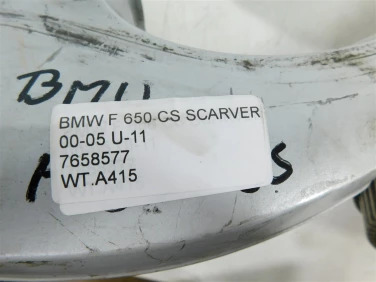 BMW
BMW F 650 CS SCARVER
00-05 U-11
7658577
WT.A415